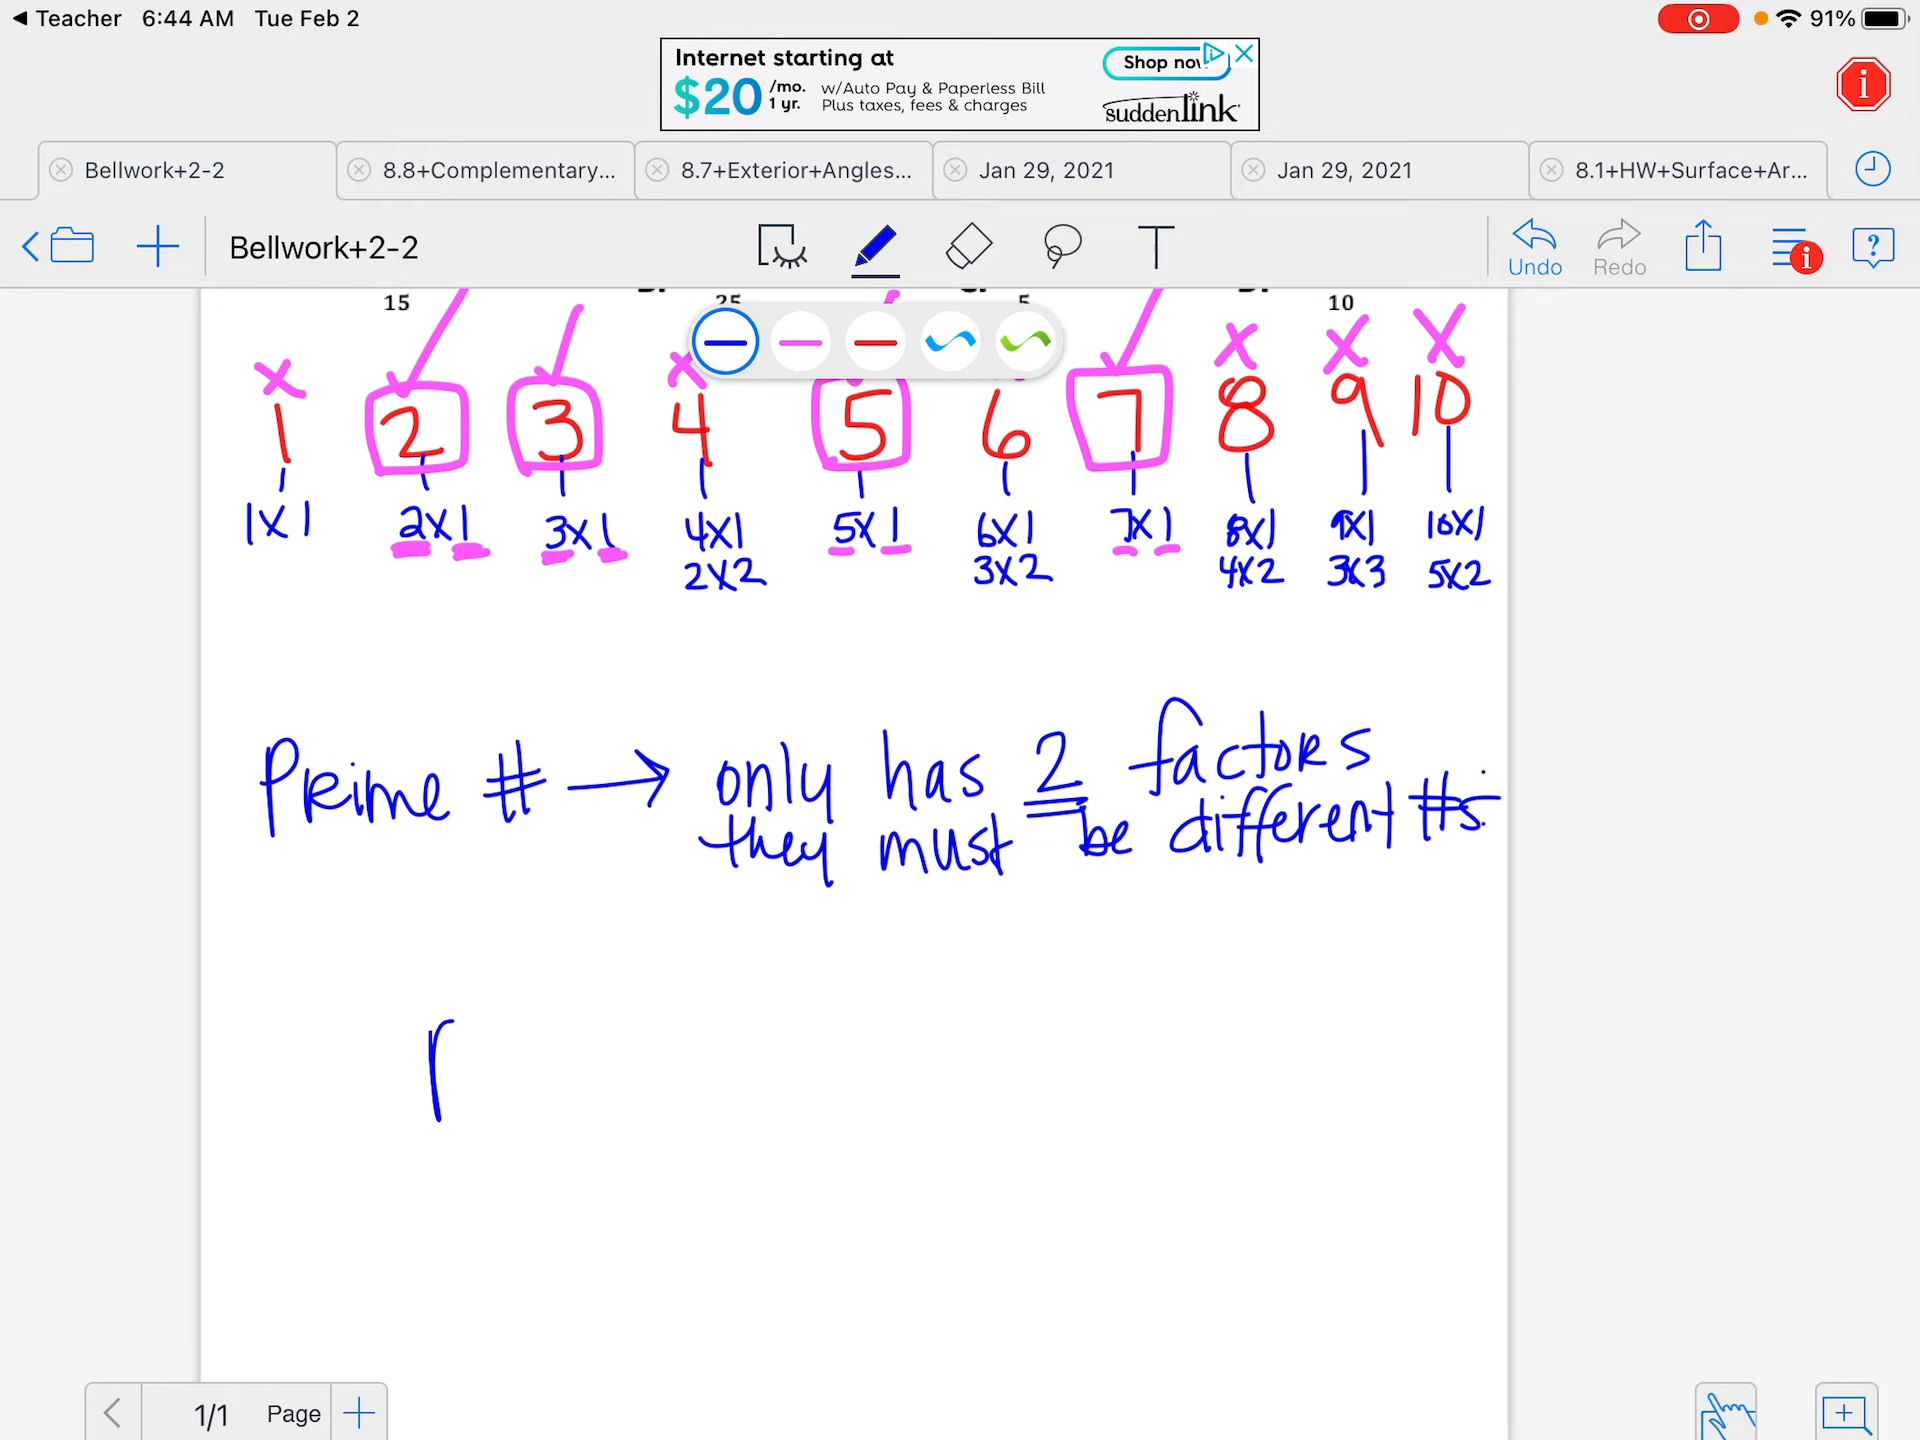 Teacher 6:44 AM Tue Feb 2 91%
Internet starting at
$20 /mo. 1 yr. w/Auto Pay & Paperless Bill
Plus taxes, fees & charges
Shop now
suddenlink
Bellwork+2-2 8.8+Complementary... 8.7+Exterior+Angles... Jan 29, 2021 Jan 29, 2021 8.1+HW+Surface+Ar...
Bellwork+2-2 T Undo Redo
15 25 5 10
x x x x x
1 2 3 4 5 6 7 8 9 10
1x1 2x1 3x1 4x1 5x1 6x1 7x1 8x1 9x1 10x1
2x2 3x2 4x2 3x3 5x2
Prime # → only has 2 factors
they must be different #s.
1/1 Page